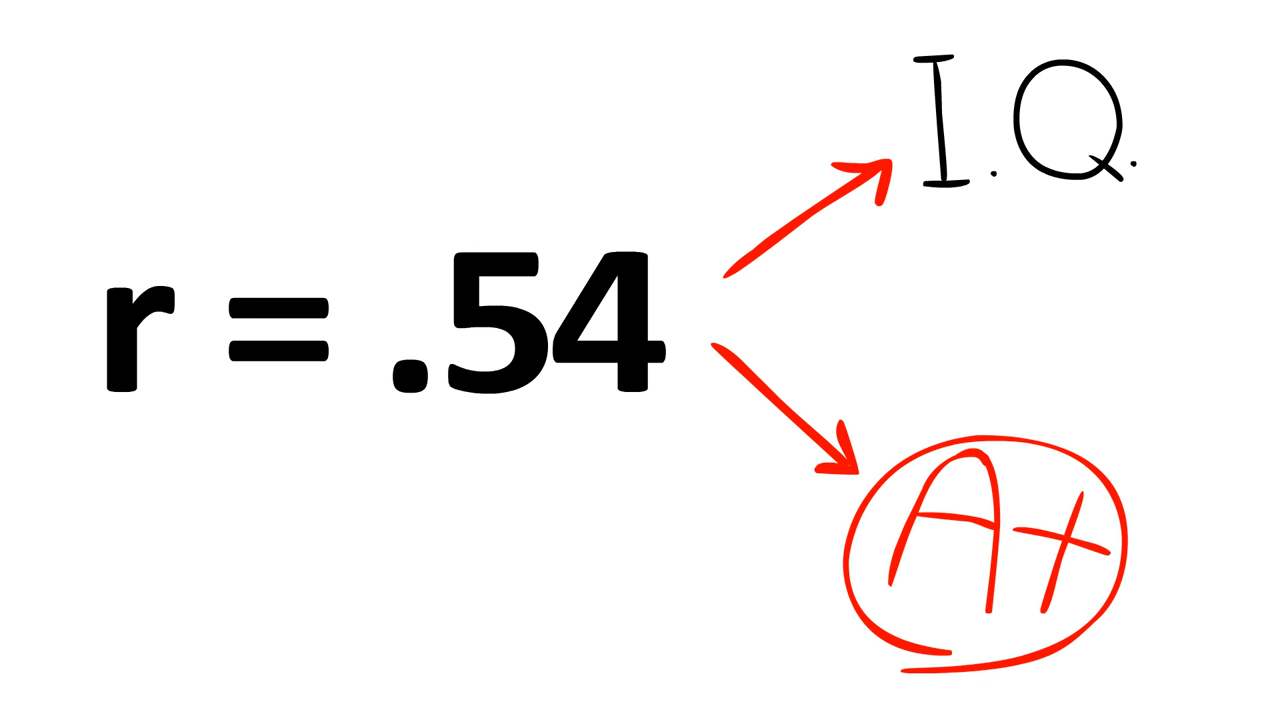 I.Q.
r = .54
A+